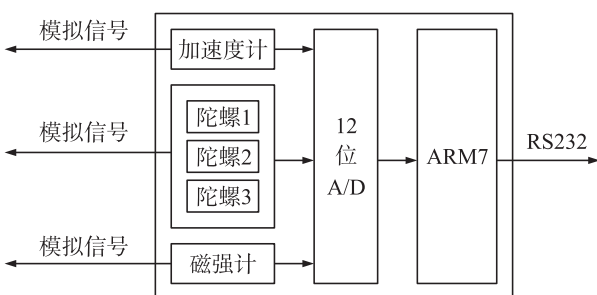 模拟信号
加速度计
模拟信号
陀螺1
陀螺2
陀螺3
12
位
A/D
ARM7
RS232
模拟信号
磁强计